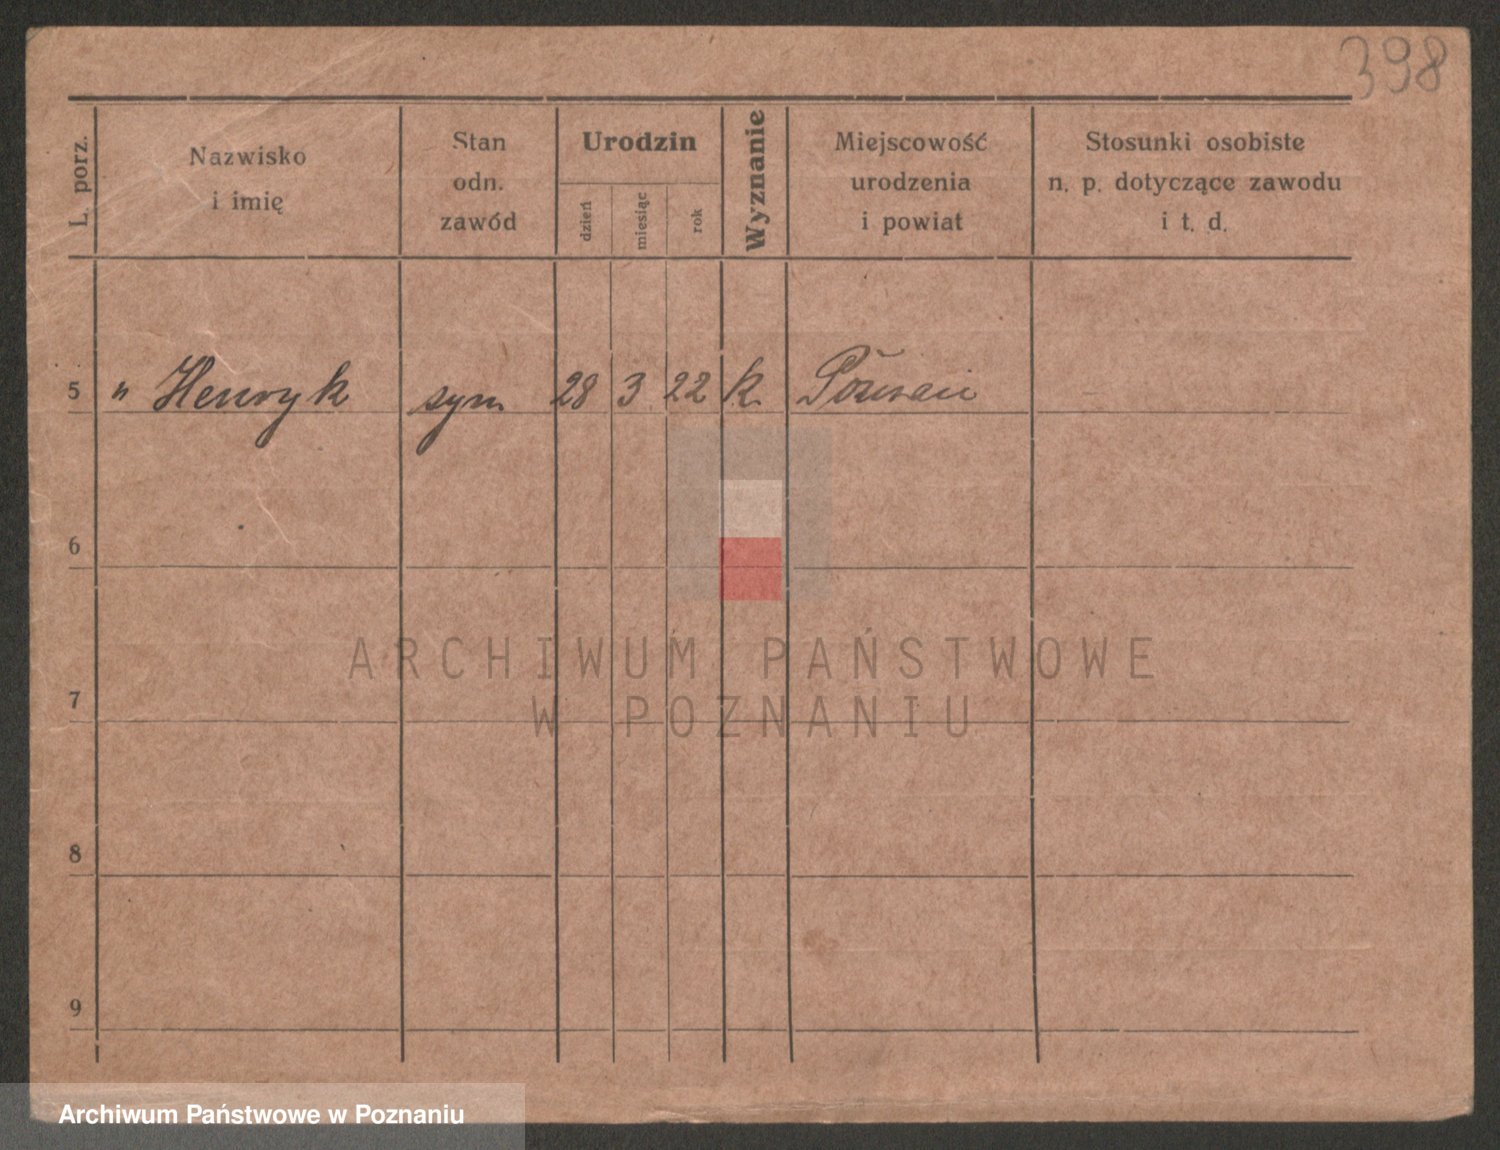 398
L. porz.
Nazwisko
i imię
Stan
odn.
zawód
Urodzin
dzień
miesiąc
rok
Wyznanie
Miejscowość
urodzenia
i powiat
Stosunki osobiste
n. p. dotyczące zawodu
i t. d.
5 " Henryk syn 28 3 22 k. Poznań
6
7
8
9
ARCHIWUM PAŃSTWOWE
W POZNANIU
Archiwum Państwowe w Poznaniu